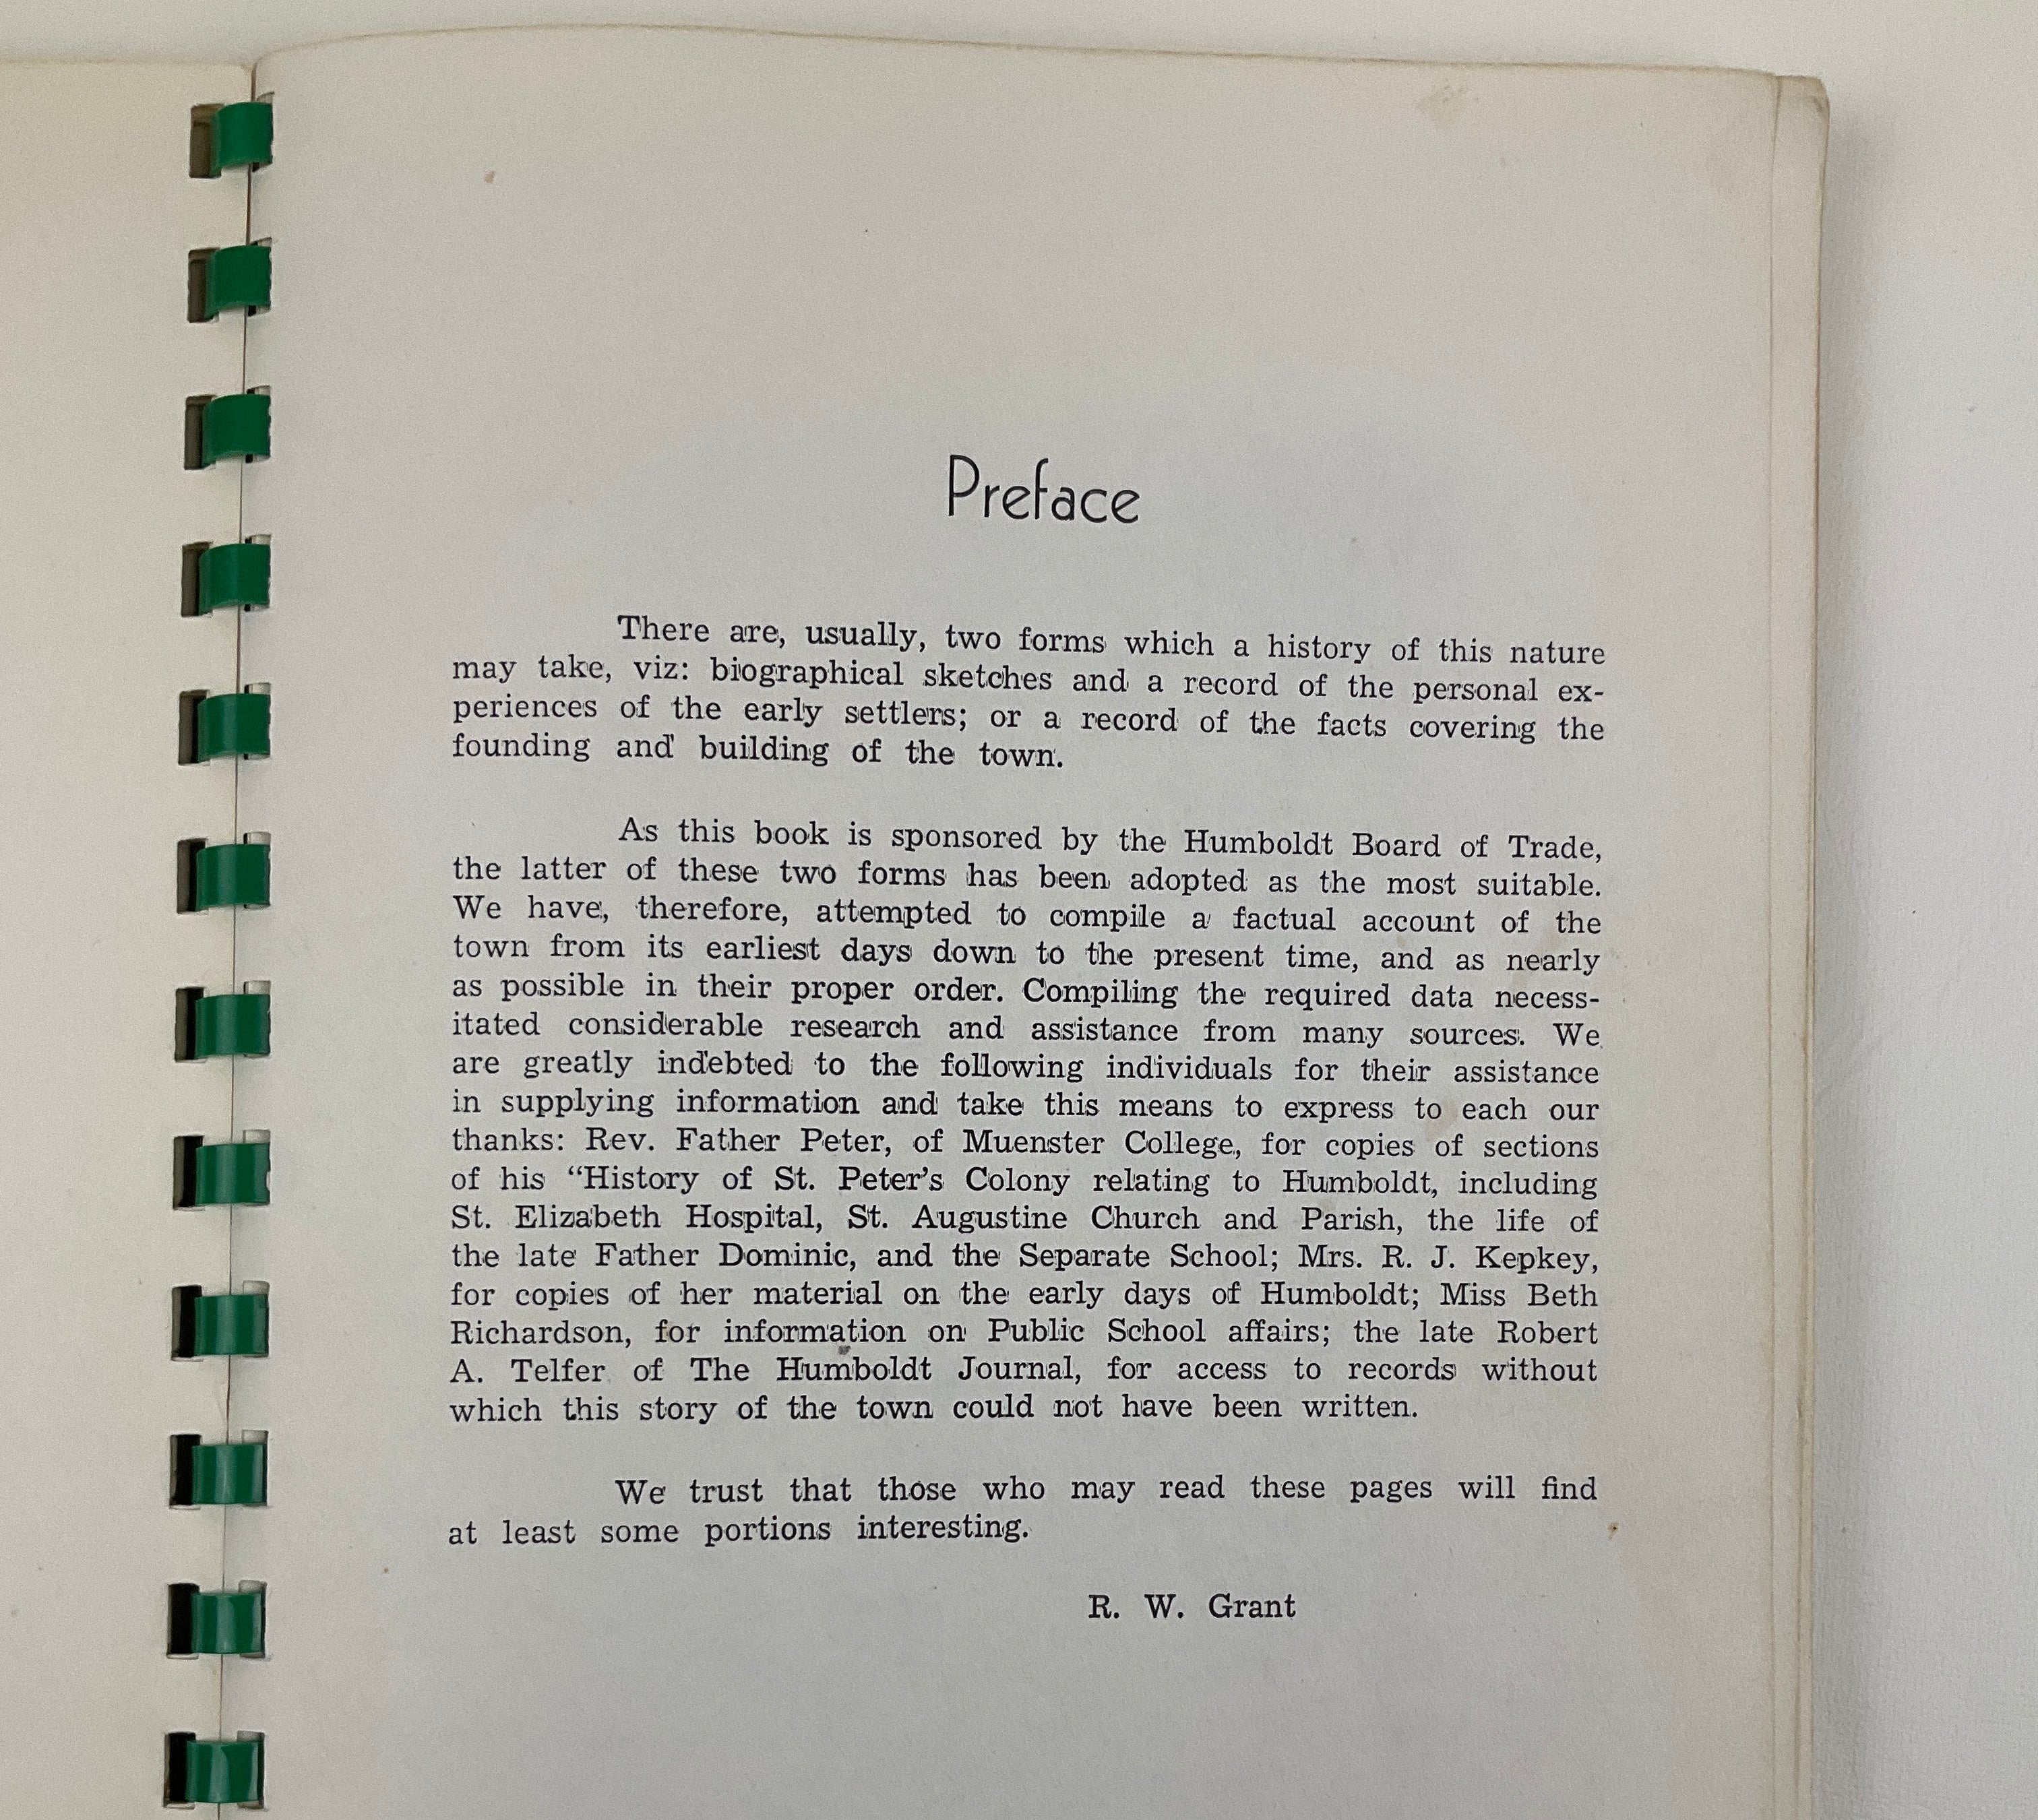 Preface
There are, usually, two forms which a history of this nature
may take, viz: biographical sketches and a record of the personal ex-
periences of the early settlers; or a record of the facts covering the
founding and building of the town.
As this book is sponsored by the Humboldt Board of Trade,
the latter of these two forms has been adopted as the most suitable.
We have, therefore, attempted to compile a factual account of the
town from its earliest days down to the present time, and as nearly
as possible in their proper order. Compiling the required data necess-
itated considerable research and assistance from many sources. We
are greatly indebted to the following individuals for their assistance
in supplying information and take this means to express to each our
thanks: Rev. Father Peter, of Muenster College, for copies of sections
of his “History of St. Peter’s Colony relating to Humboldt, including
St. Elizabeth Hospital, St. Augustine Church and Parish, the life of
the late Father Dominic, and the Separate School; Mrs. R. J. Kepkey,
for copies of her material on the early days of Humboldt; Miss Beth
Richardson, for information on Public School affairs; the late Robert
A. Telfer of The Humboldt Journal, for access to records without
which this story of the town could not have been written.
We trust that those who may read these pages will find
at least some portions interesting.
R. W. Grant